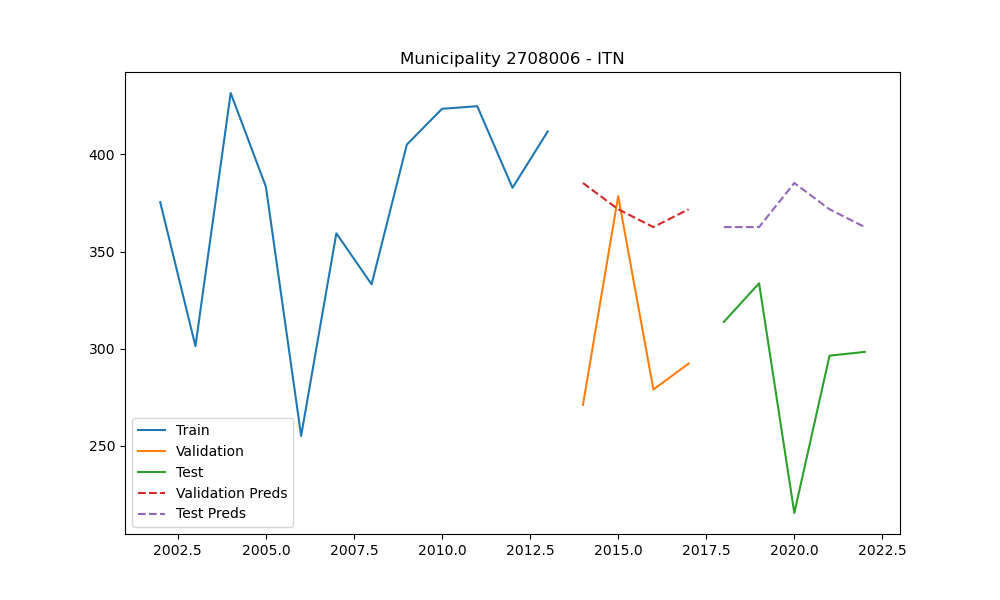 Municipality 2708006 - ITN
400
350
300
250
Train
Validation
Test
Validation Preds
Test Preds
2002.5 2005.0 2007.5 2010.0 2012.5 2015.0 2017.5 2020.0 2022.5